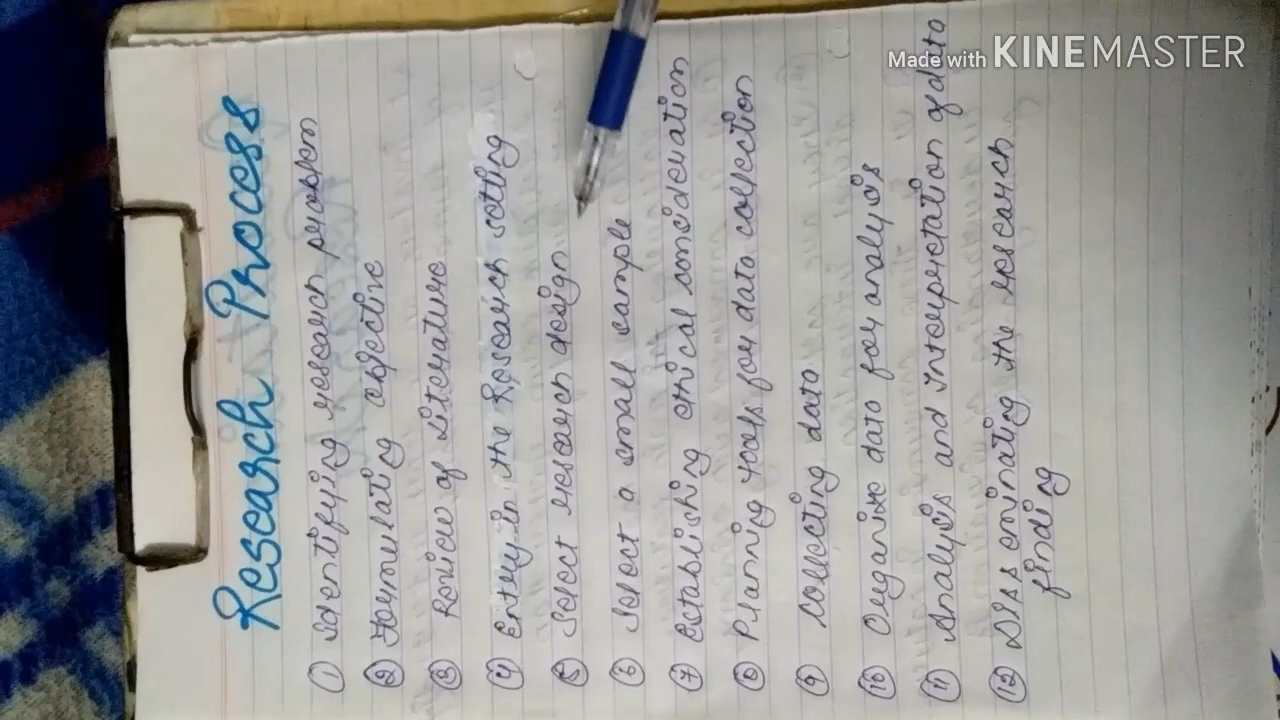 Research Process
① Identifying research problem
② Formulating objective
③ Review of Literature
④ Entry in the Research setting
⑤ Select research design
⑥ Select a small sample
⑦ Establishing ethical consideration
⑧ Planning tools for data collection
⑨ Collecting data
⑩ Organize data for analysis
⑪ Analysis and Interpretation of data
⑫ Disseminating the research
finding
Made with KINEMASTER